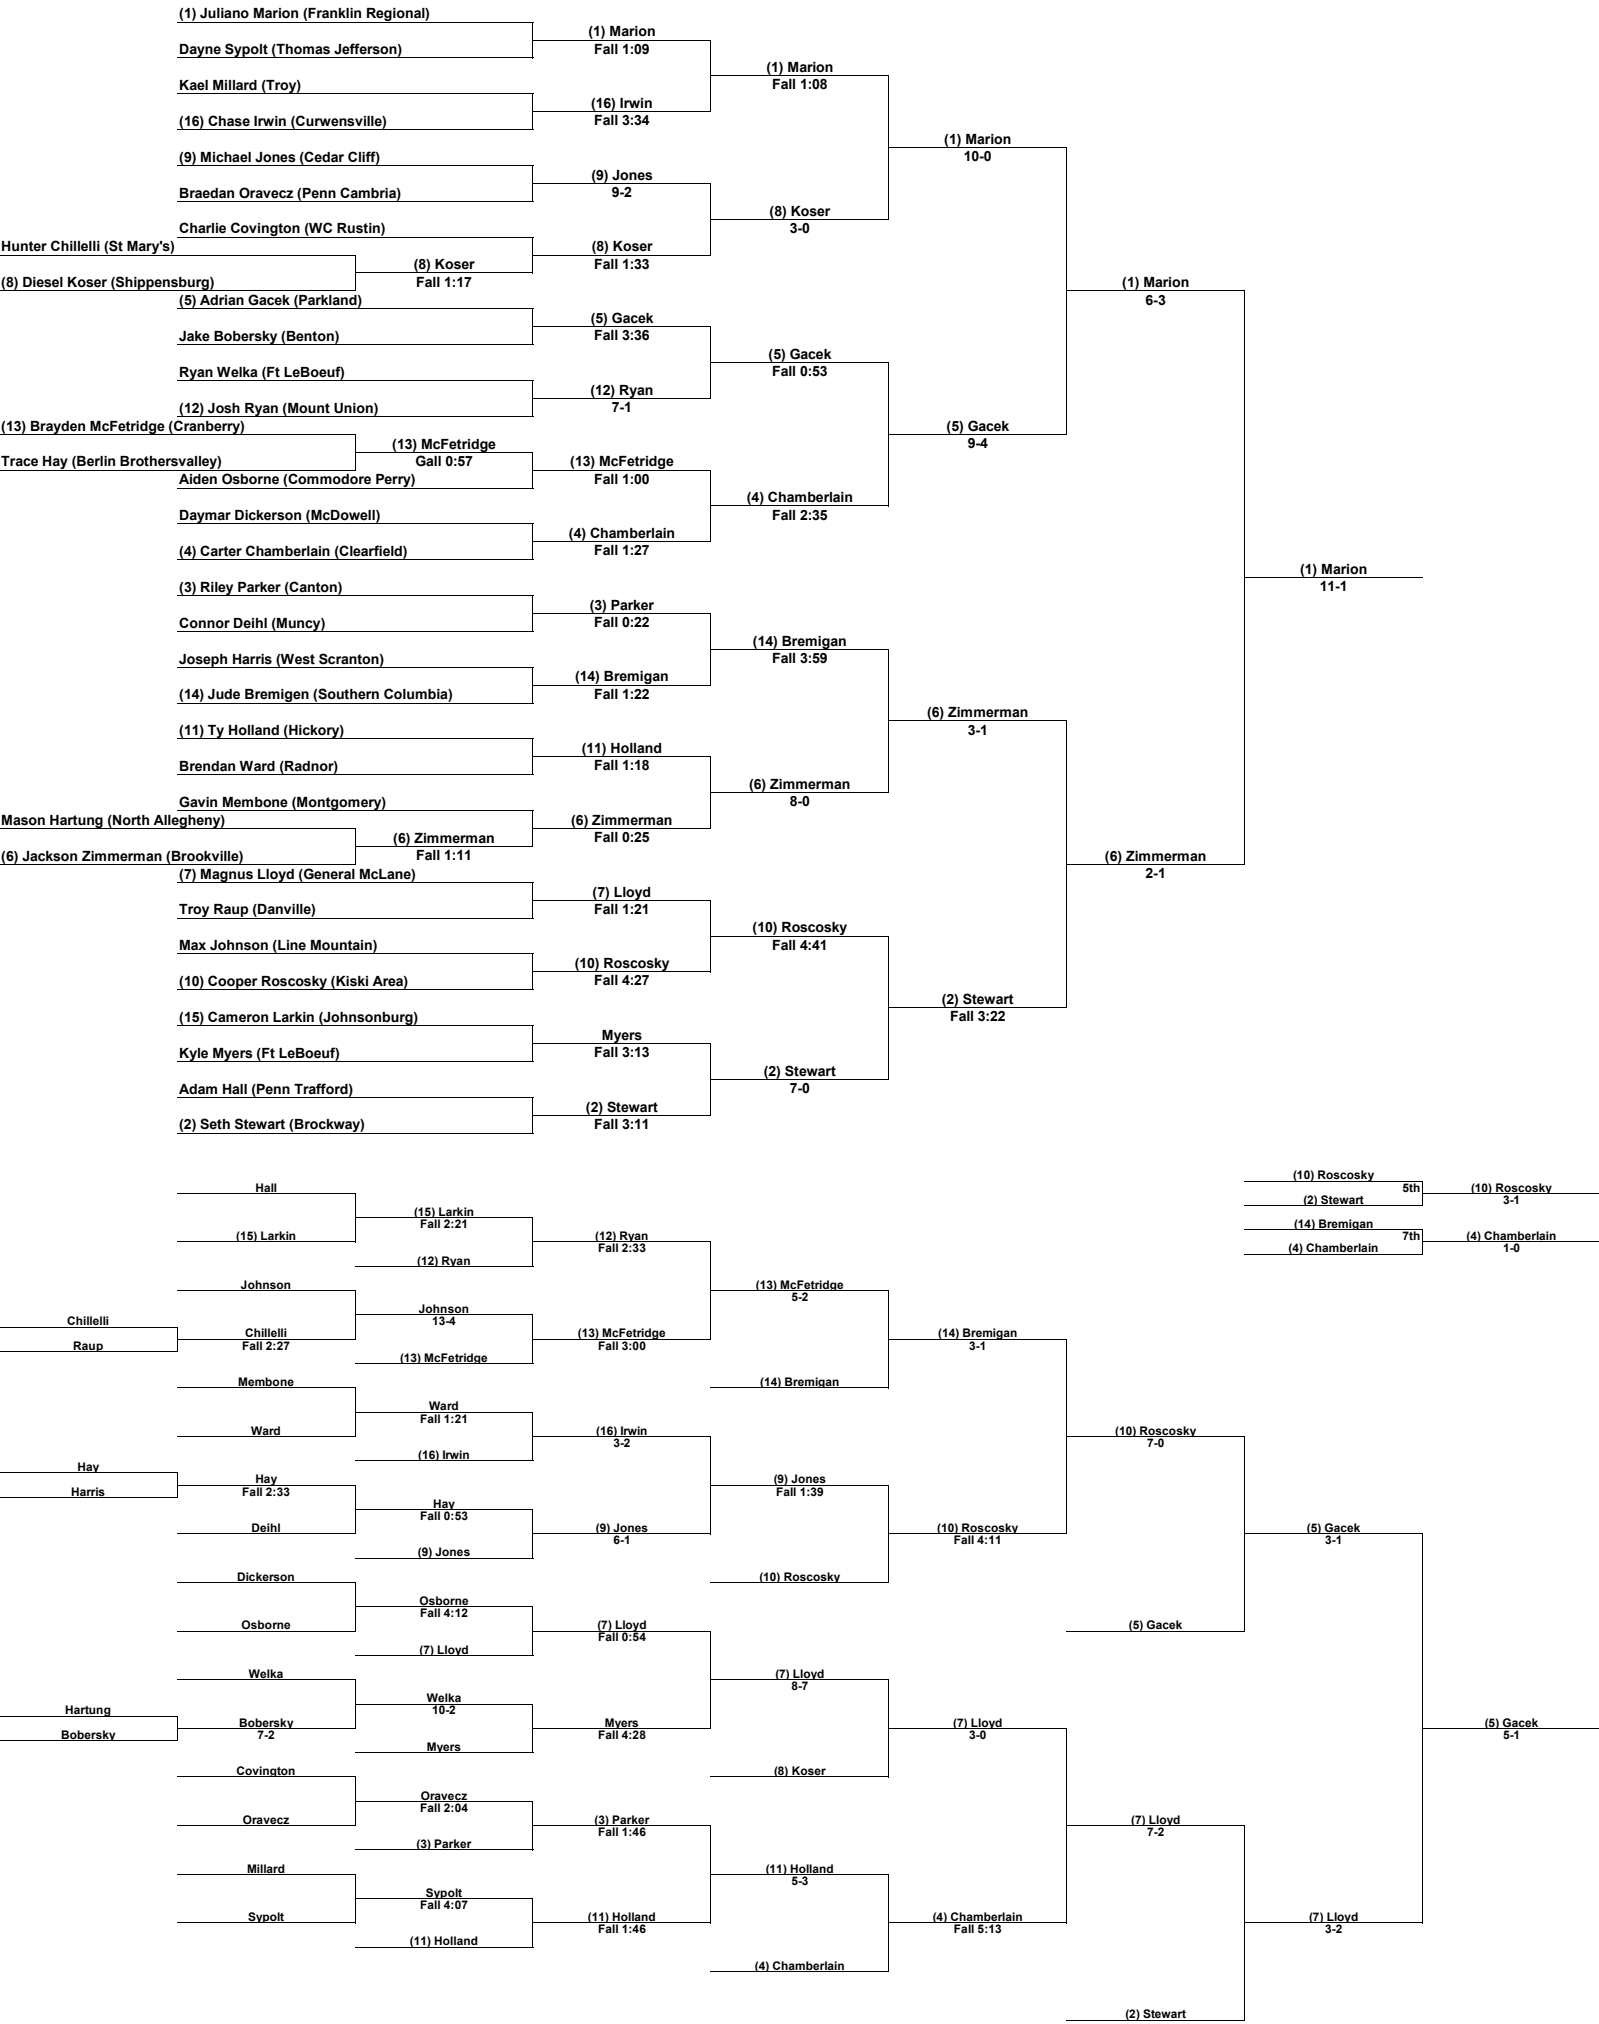 (1) Juliano Marion (Franklin Regional)
(1) Marion
Dayne Sypolt (Thomas Jefferson)
Fall 1:09
(1) Marion
Kael Millard (Troy)
Fall 1:08
(16) Irwin
(16) Chase Irwin (Curwensville)
Fall 3:34
(1) Marion
(9) Michael Jones (Cedar Cliff)
10-0
(9) Jones
Braedan Oravecz (Penn Cambria)
9-2
(8) Koser
Charlie Covington (WC Rustin)
3-0
Hunter Chillelli (St Mary's)
(8) Koser
(8) Koser
Fall 1:33
(8) Diesel Koser (Shippensburg)
Fall 1:17
(1) Marion
(5) Adrian Gacek (Parkland)
6-3
(5) Gacek
Jake Bobersky (Benton)
Fall 3:36
(5) Gacek
Ryan Welka (Ft LeBoeuf)
Fall 0:53
(12) Ryan
(12) Josh Ryan (Mount Union)
7-1
(13) Brayden McFetridge (Cranberry)
(5) Gacek
(13) McFetridge
9-4
Trace Hay (Berlin Brothersvalley)
Gall 0:57
(13) McFetridge
Aiden Osborne (Commodore Perry)
Fall 1:00
(4) Chamberlain
Daymar Dickerson (McDowell)
Fall 2:35
(4) Chamberlain
(4) Carter Chamberlain (Clearfield)
Fall 1:27
(1) Marion
(3) Riley Parker (Canton)
11-1
(3) Parker
Connor Deihl (Muncy)
Fall 0:22
(14) Bremigan
Joseph Harris (West Scranton)
Fall 3:59
(14) Bremigan
(14) Jude Bremigen (Southern Columbia)
Fall 1:22
(6) Zimmerman
(11) Ty Holland (Hickory)
3-1
(11) Holland
Brendan Ward (Radnor)
Fall 1:18
(6) Zimmerman
Gavin Membone (Montgomery)
8-0
Mason Hartung (North Allegheny)
(6) Zimmerman
(6) Zimmerman
Fall 0:25
(6) Jackson Zimmerman (Brookville)
Fall 1:11
(6) Zimmerman
(7) Magnus Lloyd (General McLane)
2-1
(7) Lloyd
Troy Raup (Danville)
Fall 1:21
(10) Roscosky
Max Johnson (Line Mountain)
Fall 4:41
(10) Roscosky
(10) Cooper Roscosky (Kiski Area)
Fall 4:27
(2) Stewart
(15) Cameron Larkin (Johnsonburg)
Fall 3:22
Myers
Kyle Myers (Ft LeBoeuf)
Fall 3:13
(2) Stewart
Adam Hall (Penn Trafford)
7-0
(2) Stewart
(2) Seth Stewart (Brockway)
Fall 3:11
(10) Roscosky
Hall
5th
(10) Roscosky
(2) Stewart
3-1
(15) Larkin
Fall 2:21
(14) Bremigan
(15) Larkin
(12) Ryan
7th
(4) Chamberlain
Fall 2:33
(4) Chamberlain
1-0
(12) Ryan
Johnson
(13) McFetridge
5-2
Johnson
13-4
Chillelli
Chillelli
(13) McFetridge
(14) Bremigan
Raup
Fall 2:27
Fall 3:00
3-1
(13) McFetridge
Membone
(14) Bremigan
Ward
Fall 1:21
Ward
(16) Irwin
(10) Roscosky
3-2
7-0
(16) Irwin
Hay
Hay
(9) Jones
Harris
Fall 2:33
Fall 1:39
Hay
Fall 0:53
Deihl
(9) Jones
(10) Roscosky
(5) Gacek
6-1
Fall 4:11
3-1
(9) Jones
Dickerson
(10) Roscosky
Osborne
Fall 4:12
Osborne
(7) Lloyd
(5) Gacek
Fall 0:54
(7) Lloyd
Welka
(7) Lloyd
8-7
Welka
10-2
Hartung
Bobersky
Myers
(7) Lloyd
(5) Gacek
Bobersky
7-2
Fall 4:28
3-0
5-1
Myers
Covington
(8) Koser
Oravecz
Fall 2:04
Oravecz
(3) Parker
(7) Lloyd
Fall 1:46
7-2
(3) Parker
Millard
(11) Holland
5-3
Sypolt
Fall 4:07
Sypolt
(11) Holland
(4) Chamberlain
(7) Lloyd
Fall 1:46
Fall 5:13
3-2
(11) Holland
(4) Chamberlain
(2) Stewart